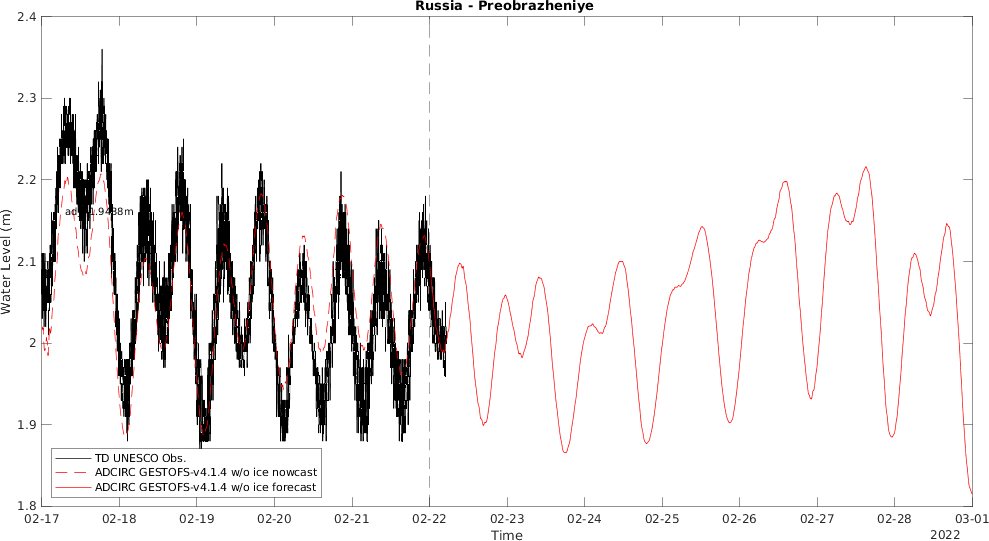 Russia - Preobrazheniye
2.4
2.3
2.2
2.1
2
1.9
1.8
Water Level (m)
1.9488m
TD UNESCO Obs.
ADCIRC GESTOFS-v4.1.4 w/o ice nowcast
ADCIRC GESTOFS-v4.1.4 w/o ice forecast
02-17 02-18 02-19 02-20 02-21 02-22 02-23 02-24 02-25 02-26 02-27 02-28 03-01
Time
2022